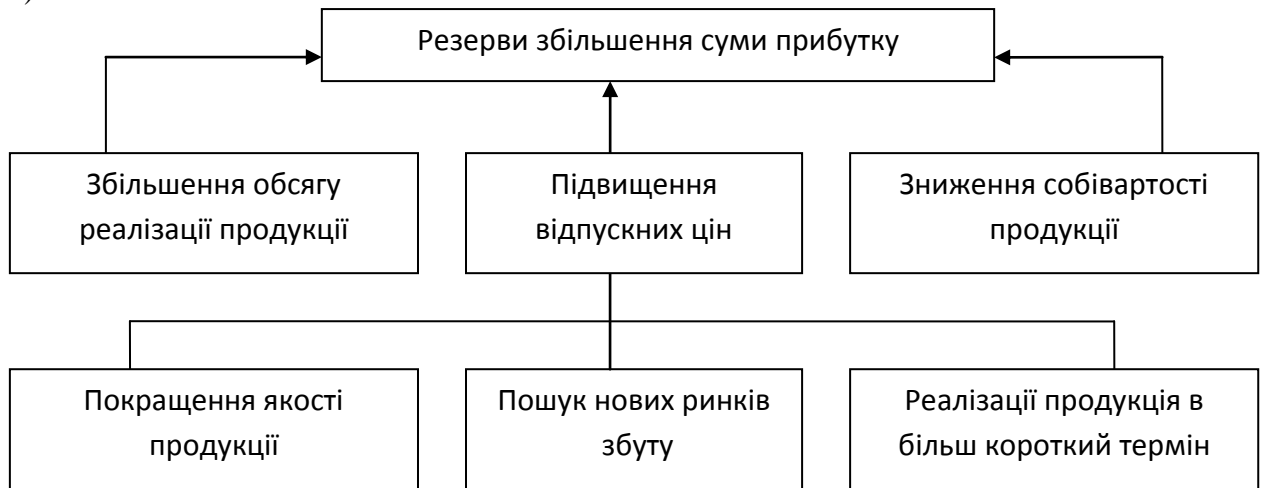 Резерви збільшення суми прибутку
Збільшення обсягу
реалізації продукції
Підвищення
відпускних цін
Зниження собівартості
продукції
Покращення якості
продукції
Пошук нових ринків
збуту
Реалізації продукція в
більш короткий термін